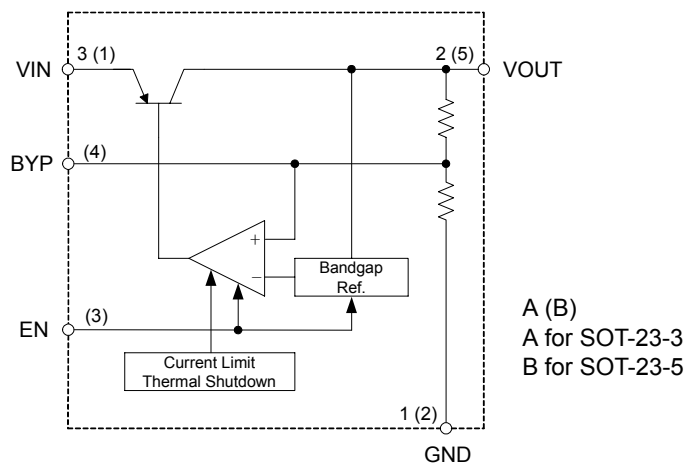 3 (1)
2 (5)
VIN
VOUT
(4)
BYP
+
−
Bandgap
Ref.
(3)
EN
Current Limit
Thermal Shutdown
A (B)
A for SOT-23-3
B for SOT-23-5
1 (2)
GND